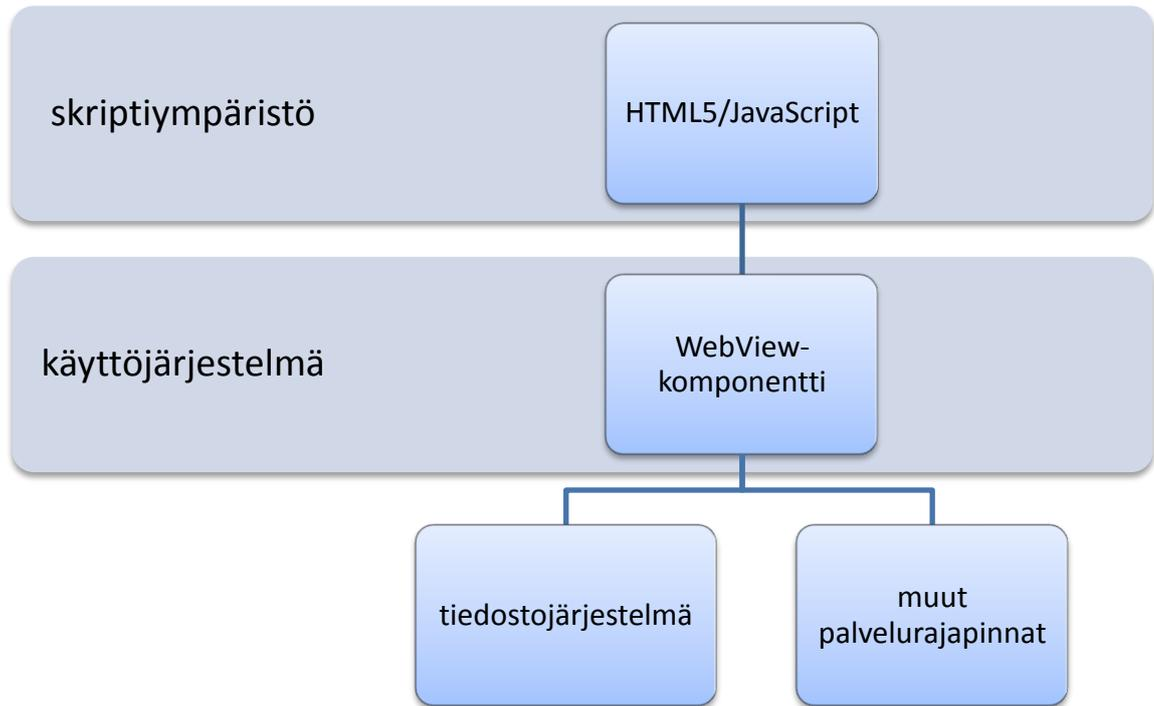 skriptiympäristö
HTML5/JavaScript
käyttöjärjestelmä
WebView-
komponentti
tiedostojärjestelmä
muut
palvelurajapinnat